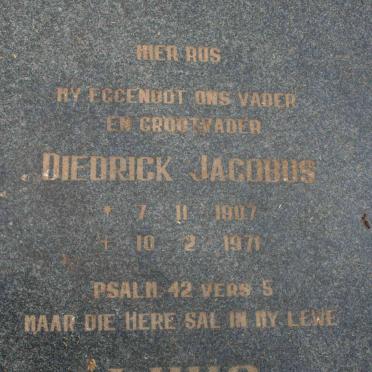 HIER RUS
MY EGGENOOT ONS VADER
EN GROOTVADER
DIEDRICK JACOBUS
* 7 11 1907
+ 10 2 1971
PSALM 42 VERS 5
MAAR DIE HERE SAL IN MY LEWE